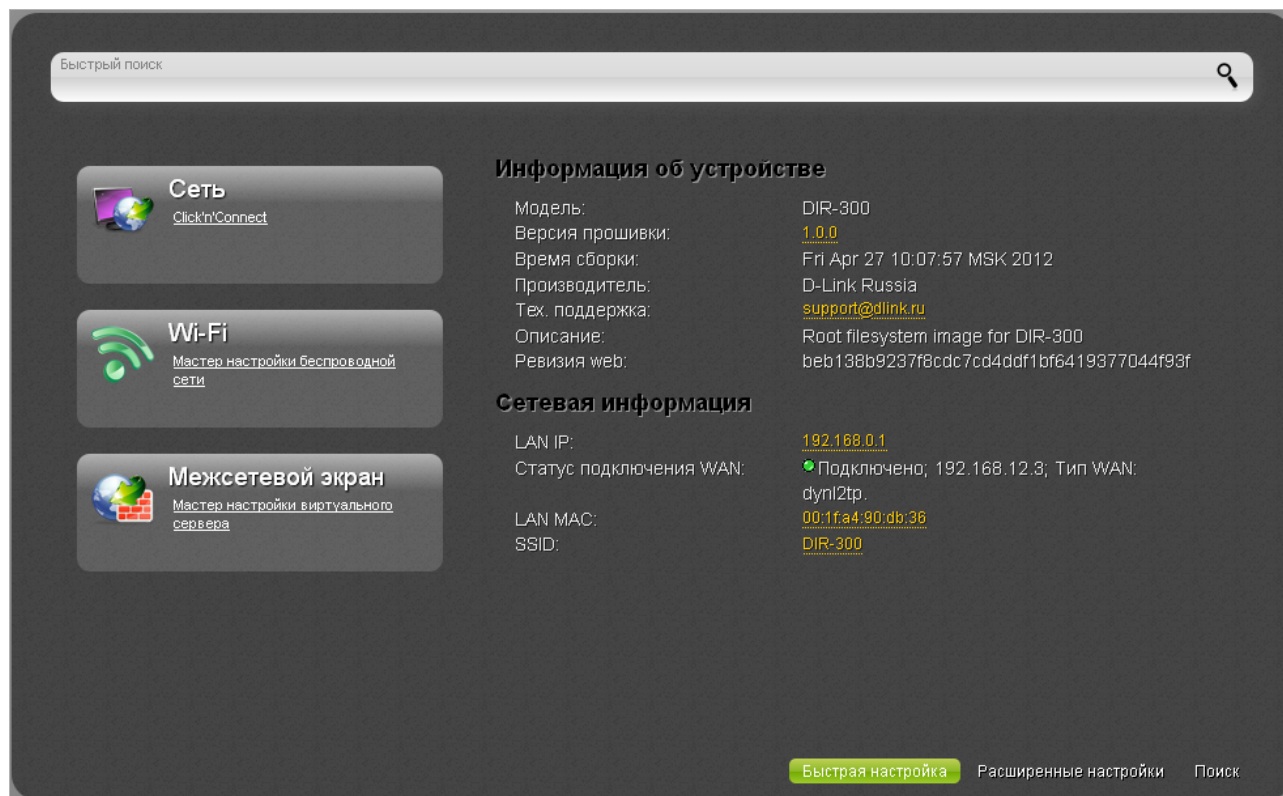 Быстрый поиск
Сеть
Click'n'Connect
Wi-Fi
Мастер настройки беспроводной
сети
Межсетевой экран
Мастер настройки виртуального
сервера
Информация об устройстве
Модель: DIR-300
Версия прошивки: 1.0.0
Время сборки: Fri Apr 27 10:07:57 MSK 2012
Производитель: D-Link Russia
Тех. поддержка: support@dlink.ru
Описание: Root filesystem image for DIR-300
Ревизия web: beb138b9237f8cdc7cd4ddf1bf6419377044f93f
Сетевая информация
LAN IP: 192.168.0.1
Статус подключения WAN: Подключено; 192.168.12.3; Тип WAN:
dynl2tp.
LAN MAC: 00:1f:a4:90:db:36
SSID: DIR-300
Быстрая настройка Расширенные настройки Поиск